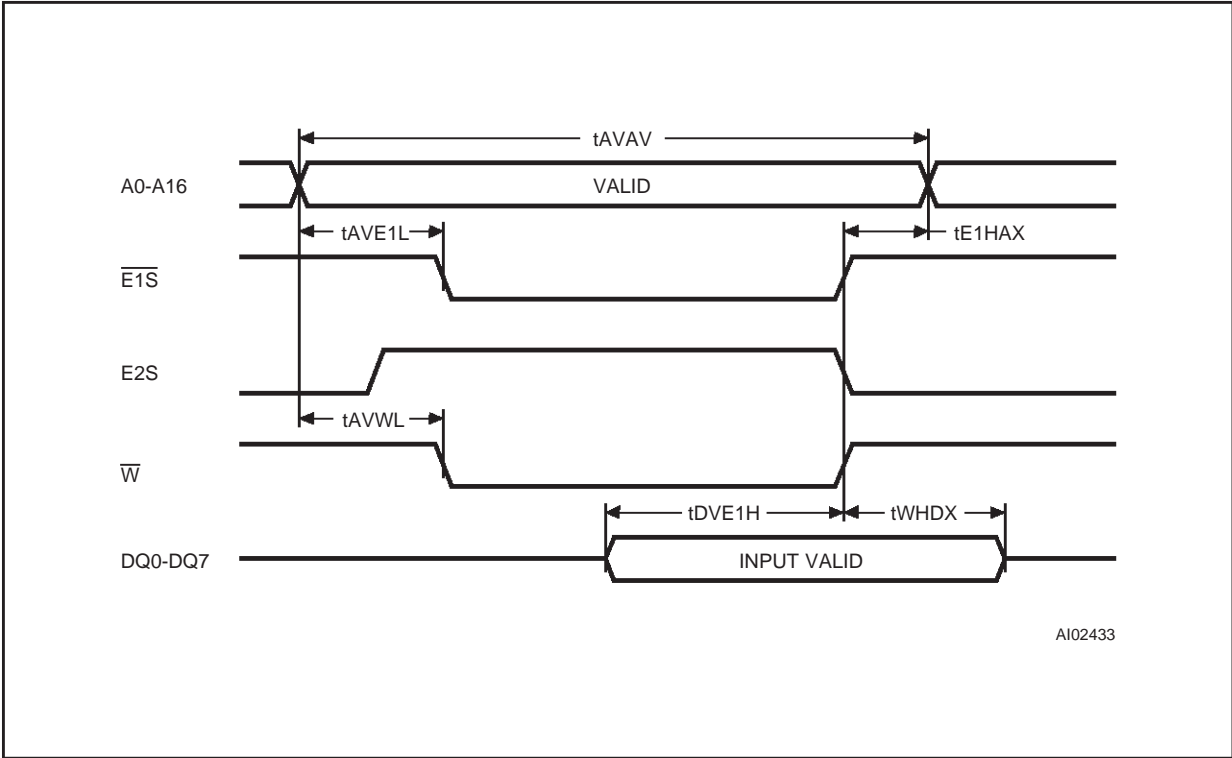 tAVAV
A0-A16 VALID
tAVE1L tE1HAX
E1S
E2S
tAVWL
W
tDVE1H tWHDX
DQ0-DQ7 INPUT VALID
AI02433